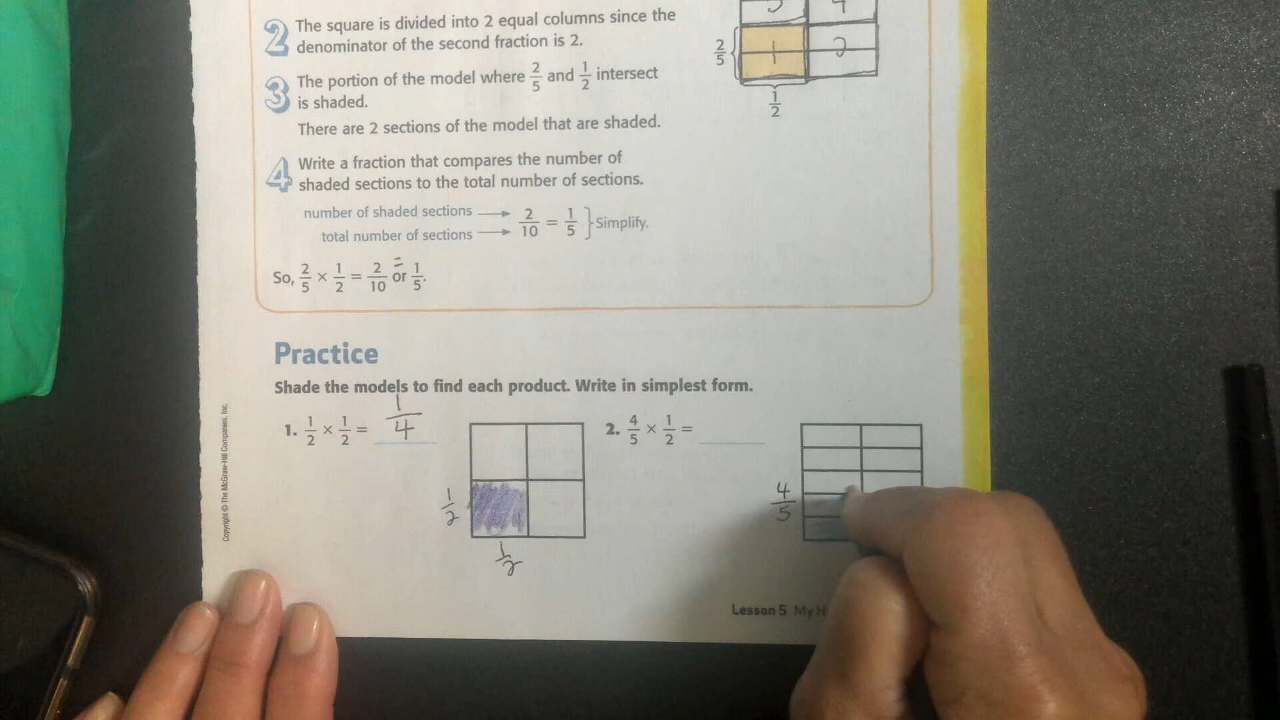 3 4
2 The square is divided into 2 equal columns since the
denominator of the second fraction is 2.
2/5 1 2
3 The portion of the model where 2/5 and 1/2 intersect
is shaded.
1/2
There are 2 sections of the model that are shaded.
4 Write a fraction that compares the number of
shaded sections to the total number of sections.
number of shaded sections → 2/10 = 1/5 } Simplify.
total number of sections →
So, 2/5 × 1/2 = 2/10 or 1/5.
=
Practice
Shade the models to find each product. Write in simplest form.
1. 1/2 × 1/2 = 1/4
2. 4/5 × 1/2 =
1/2
4/5
1/2
Copyright © The McGraw-Hill Companies, Inc.
Lesson 5 My